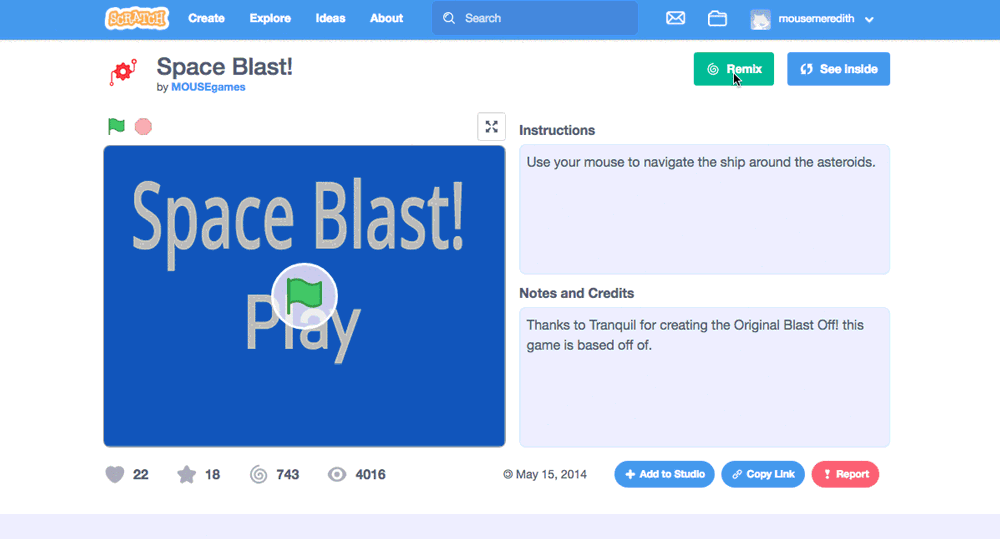 SCRATCH Create Explore Ideas About Search mousemeredith
Space Blast!
by MOUSEgames
Remix See inside
Instructions
Use your mouse to navigate the ship around the asteroids.
Space Blast!
Play
Notes and Credits
Thanks to Tranquil for creating the Original Blast Off! this
game is based off of.
22 18 743 4016 © May 15, 2014 Add to Studio Copy Link Report